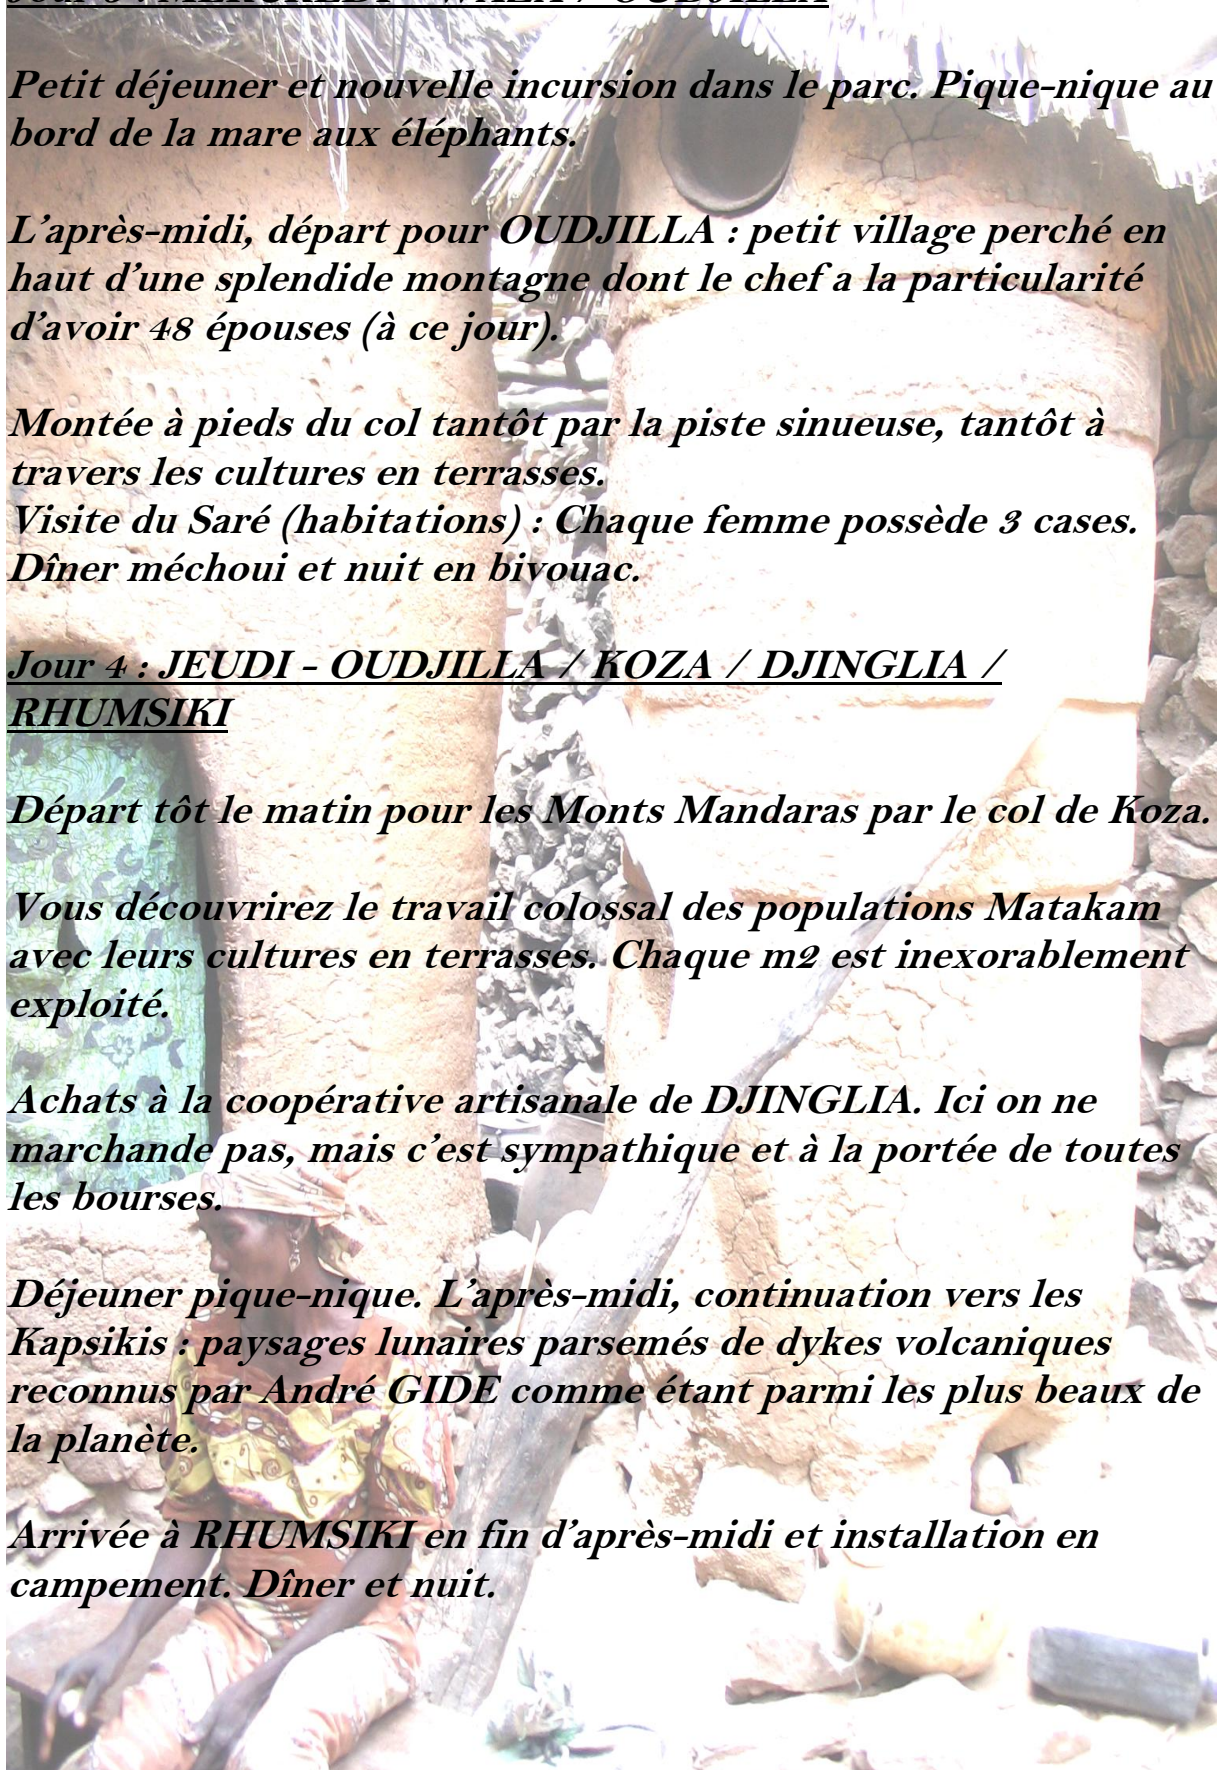 Jour 3 : MERCREDI - WAZA / OUDJILLA
Petit déjeuner et nouvelle incursion dans le parc. Pique-nique au
bord de la mare aux éléphants.
L'après-midi, départ pour OUDJILLA : petit village perché en
haut d'une splendide montagne dont le chef a la particularité
d'avoir 48 épouses (à ce jour).
Montée à pieds du col tantôt par la piste sinueuse, tantôt à
travers les cultures en terrasses.
Visite du Saré (habitations) : Chaque femme possède 3 cases.
Dîner méchoui et nuit en bivouac.
Jour 4 : JEUDI - OUDJILLA / KOZA / DJINGLIA /
RHUMSIKI
Départ tôt le matin pour les Monts Mandaras par le col de Koza.
Vous découvrirez le travail colossal des populations Matakam
avec leurs cultures en terrasses. Chaque m2 est inexorablement
exploité.
Achats à la coopérative artisanale de DJINGLIA. Ici on ne
marchande pas, mais c'est sympathique et à la portée de toutes
les bourses.
Déjeuner pique-nique. L'après-midi, continuation vers les
Kapsikis : paysages lunaires parsemés de dykes volcaniques
reconnus par André GIDE comme étant parmi les plus beaux de
la planète.
Arrivée à RHUMSIKI en fin d'après-midi et installation en
campement. Dîner et nuit.